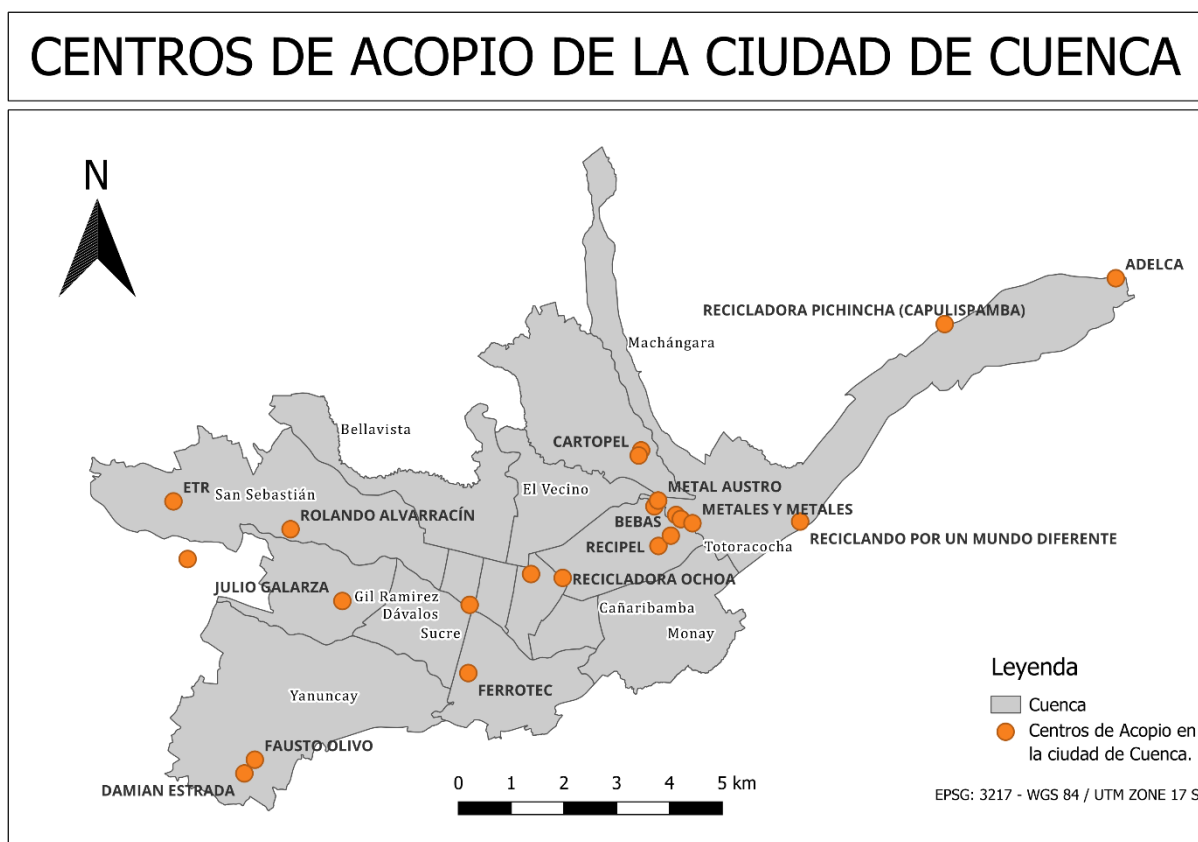 CENTROS DE ACOPIO DE LA CIUDAD DE CUENCA
N
ADELCA
RECICLADORA PICHINCHA (CAPULISPAMBA)
Machángara
Bellavista
CARTOPEL
El Vecino
ETR
San Sebastián
METAL AUSTRO
ROLANDO ALVARRACÍN
BEBAS
METALES Y METALES
RECICLANDO POR UN MUNDO DIFERENTE
RECIPEL
Totoracocha
JULIO GALARZA
RECICLADORA OCHOA
Gil Ramirez
Dávalos
Cañaribamba
Sucre
Monay
Yanuncay
FERROTEC
FAUSTO OLIVO
DAMIAN ESTRADA
Leyenda
Cuenca
Centros de Acopio en
la ciudad de Cuenca.
0 1 2 3 4 5 km
EPSG: 3217 - WGS 84 / UTM ZONE 17 S